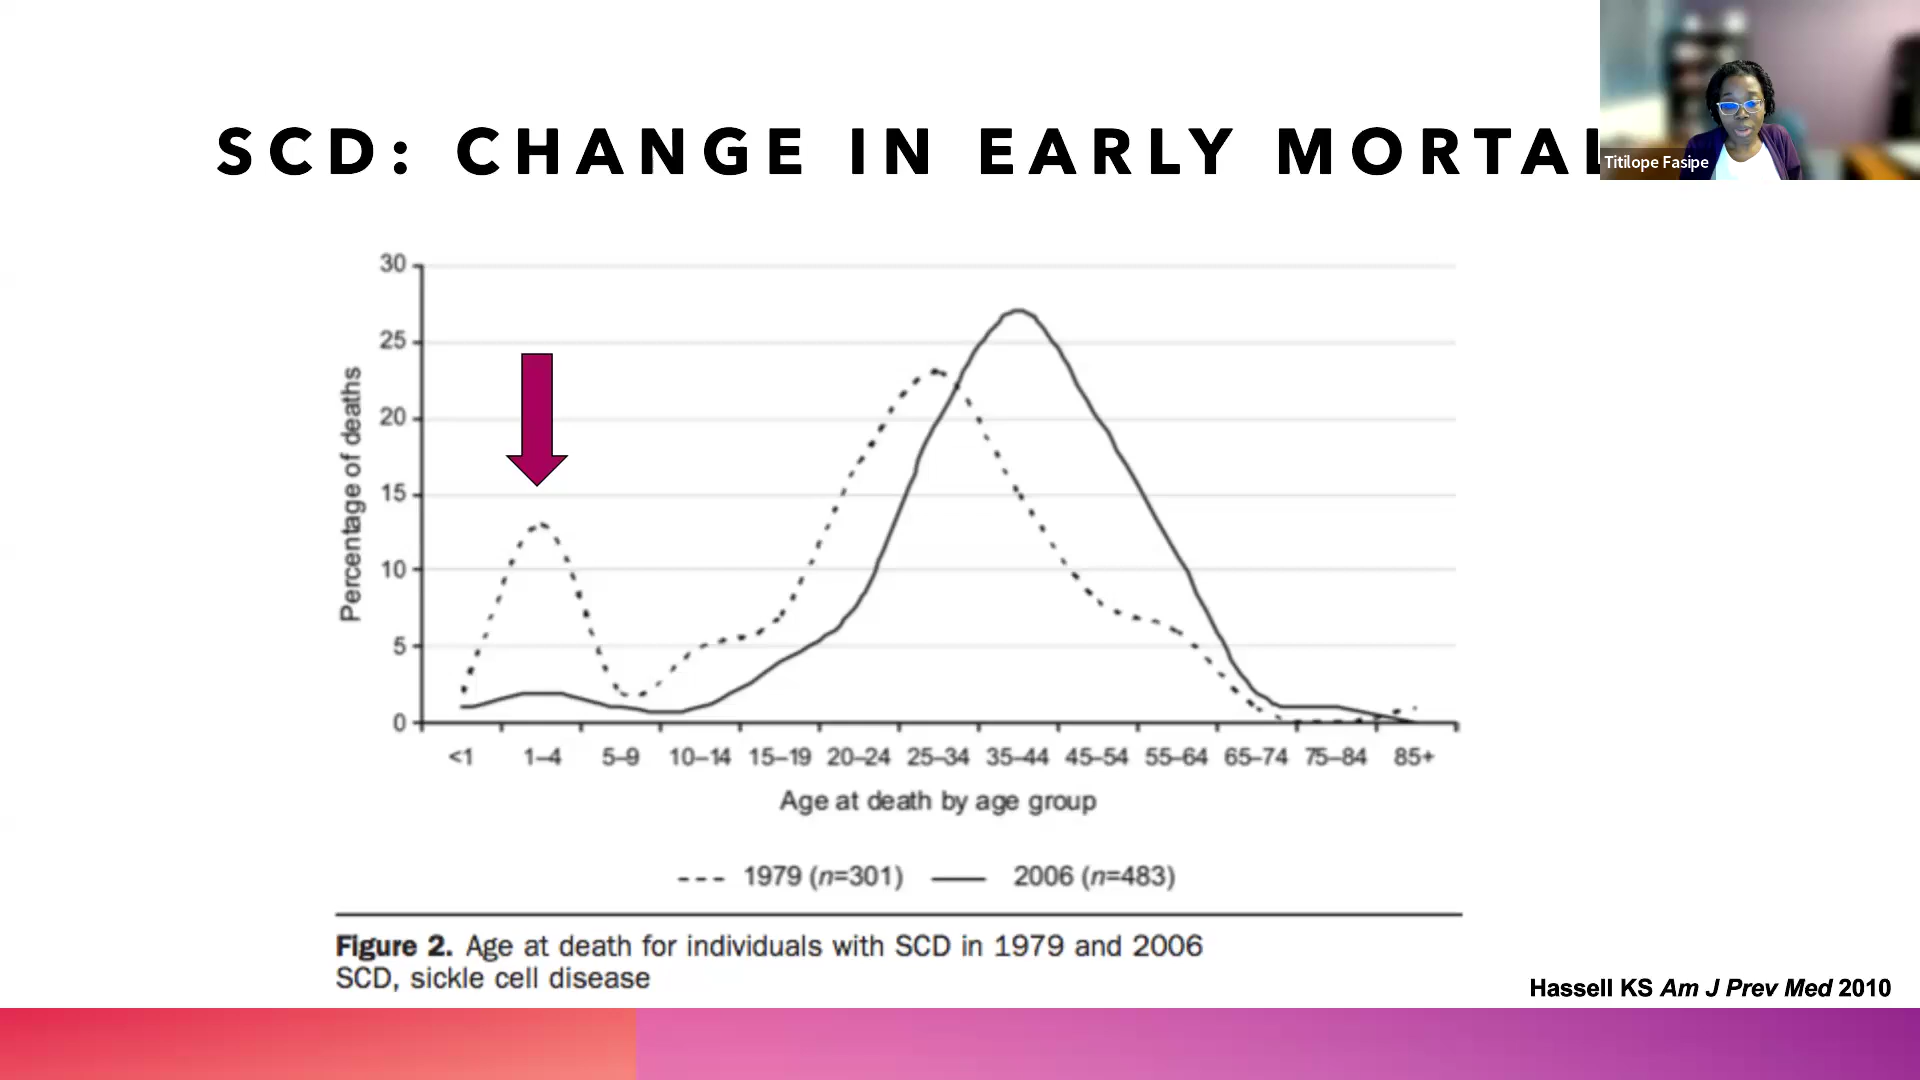 SCD: CHANGE IN EARLY MORTAL
Titilope Fasipe
30
25
20
15
10
5
0
Percentage of deaths
<1 1–4 5–9 10–14 15–19 20–24 25–34 35–44 45–54 55–64 65–74 75–84 85+
Age at death by age group
1979 (n=301) 2006 (n=483)
Figure 2. Age at death for individuals with SCD in 1979 and 2006
SCD, sickle cell disease
Hassell KS Am J Prev Med 2010